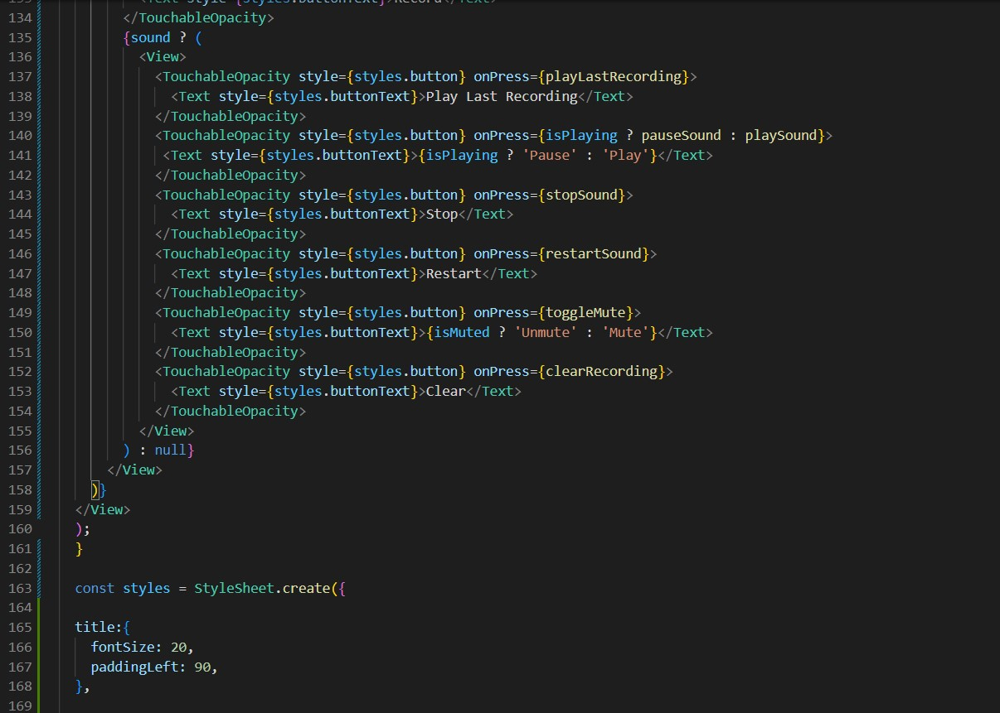 133 <Text style={styles.buttonText}>Record</Text>
134 </TouchableOpacity>
135 {sound ? (
136 <View>
137 <TouchableOpacity style={styles.button} onPress={playLastRecording}>
138 <Text style={styles.buttonText}>Play Last Recording</Text>
139 </TouchableOpacity>
140 <TouchableOpacity style={styles.button} onPress={isPlaying ? pauseSound : playSound}>
141 <Text style={styles.buttonText}>{isPlaying ? 'Pause' : 'Play'}</Text>
142 </TouchableOpacity>
143 <TouchableOpacity style={styles.button} onPress={stopSound}>
144 <Text style={styles.buttonText}>Stop</Text>
145 </TouchableOpacity>
146 <TouchableOpacity style={styles.button} onPress={restartSound}>
147 <Text style={styles.buttonText}>Restart</Text>
148 </TouchableOpacity>
149 <TouchableOpacity style={styles.button} onPress={toggleMute}>
150 <Text style={styles.buttonText}>{isMuted ? 'Unmute' : 'Mute'}</Text>
151 </TouchableOpacity>
152 <TouchableOpacity style={styles.button} onPress={clearRecording}>
153 <Text style={styles.buttonText}>Clear</Text>
154 </TouchableOpacity>
155 </View>
156 ) : null}
157 </View>
158 )}
159 </View>
160 );
161 }
162
163 const styles = StyleSheet.create({
164
165 title:{
166 fontSize: 20,
167 paddingLeft: 90,
168 },
169